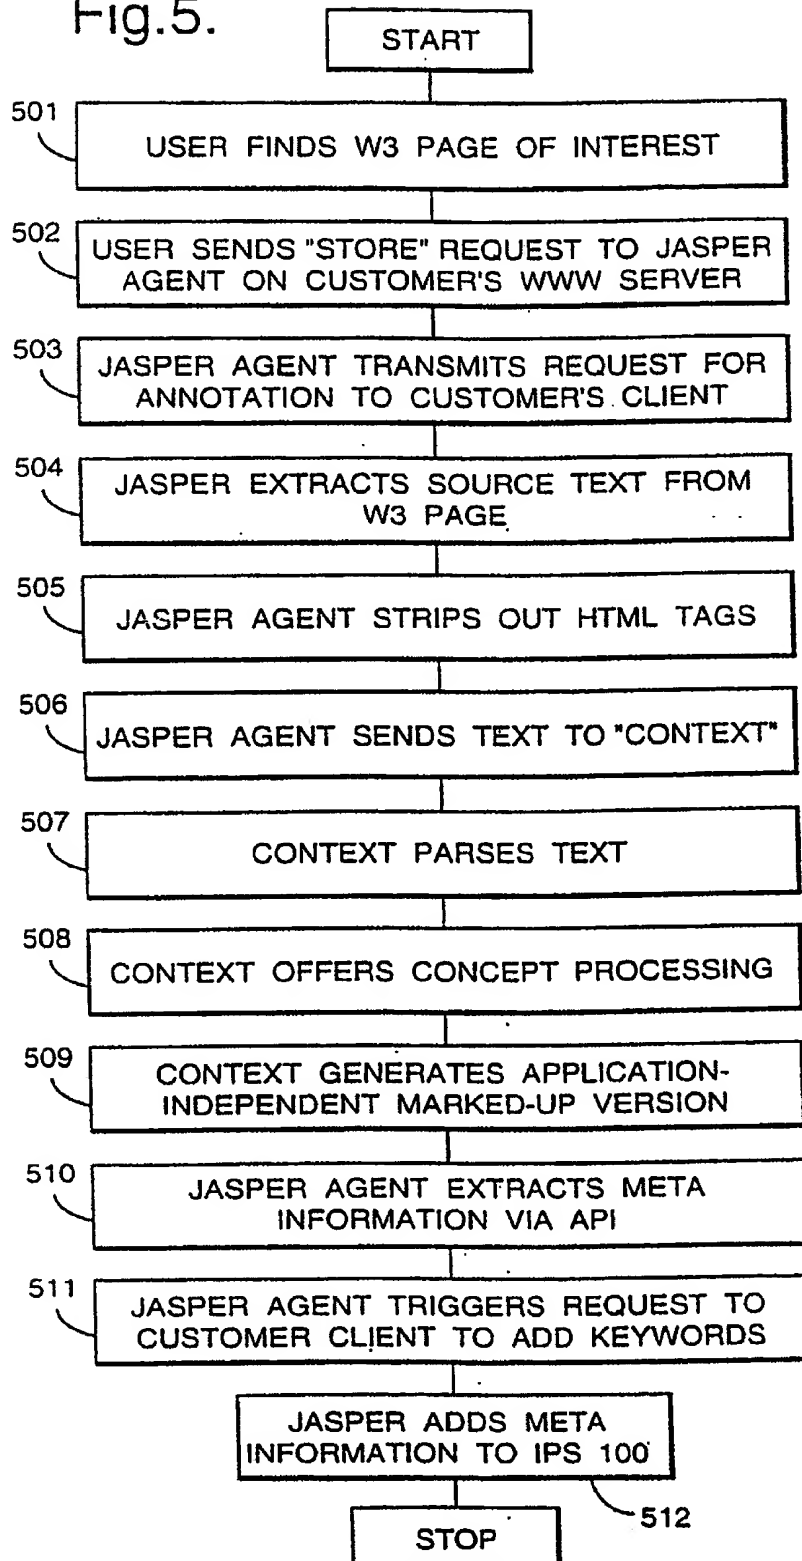 Fig.5.
START
501
USER FINDS W3 PAGE OF INTEREST
502
USER SENDS "STORE" REQUEST TO JASPER
AGENT ON CUSTOMER'S WWW SERVER
503
JASPER AGENT TRANSMITS REQUEST FOR
ANNOTATION TO CUSTOMER'S CLIENT
504
JASPER EXTRACTS SOURCE TEXT FROM
W3 PAGE
505
JASPER AGENT STRIPS OUT HTML TAGS
506
JASPER AGENT SENDS TEXT TO "CONTEXT"
507
CONTEXT PARSES TEXT
508
CONTEXT OFFERS CONCEPT PROCESSING
509
CONTEXT GENERATES APPLICATION-
INDEPENDENT MARKED-UP VERSION
510
JASPER AGENT EXTRACTS META
INFORMATION VIA API
511
JASPER AGENT TRIGGERS REQUEST TO
CUSTOMER CLIENT TO ADD KEYWORDS
JASPER ADDS META
INFORMATION TO IPS 100
512
STOP